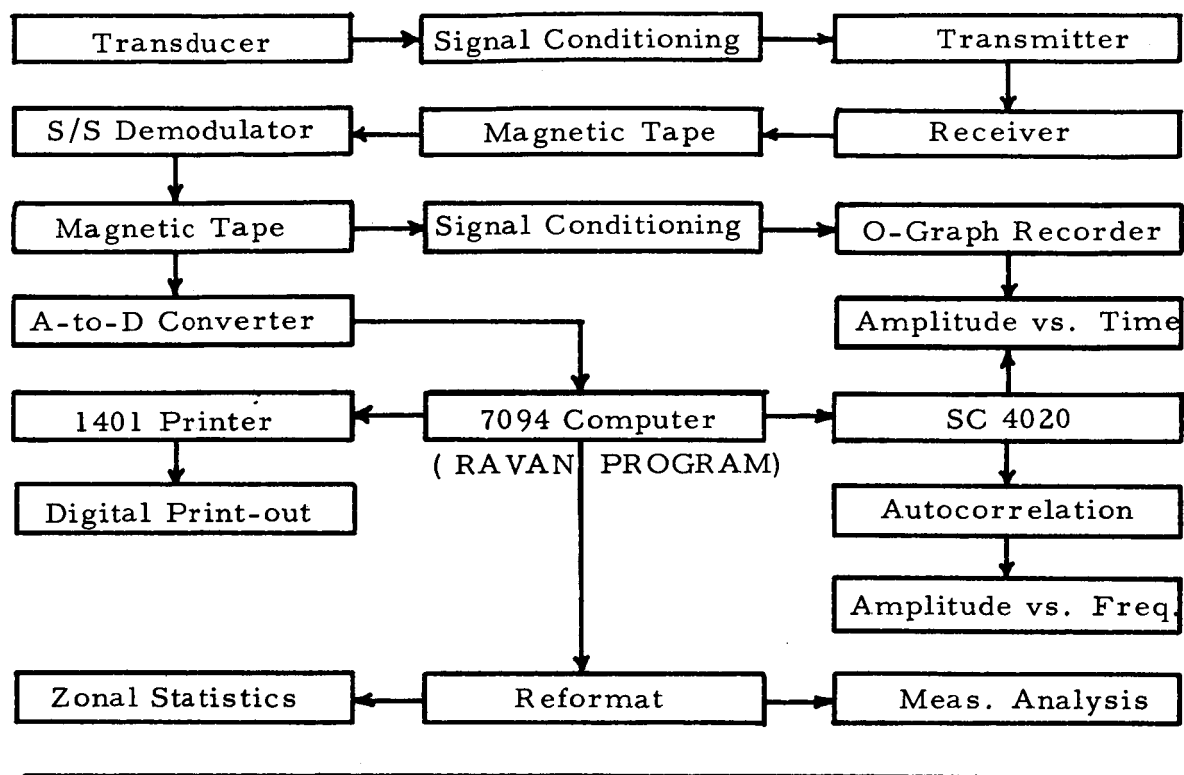 Transducer
Signal Conditioning
Transmitter
S/S Demodulator
Magnetic Tape
Receiver
Magnetic Tape
Signal Conditioning
O-Graph Recorder
A-to-D Converter
Amplitude vs. Time
1401 Printer
7094 Computer
SC 4020
( RAVAN PROGRAM)
Digital Print-out
Autocorrelation
Amplitude vs. Freq.
Zonal Statistics
Reformat
Meas. Analysis